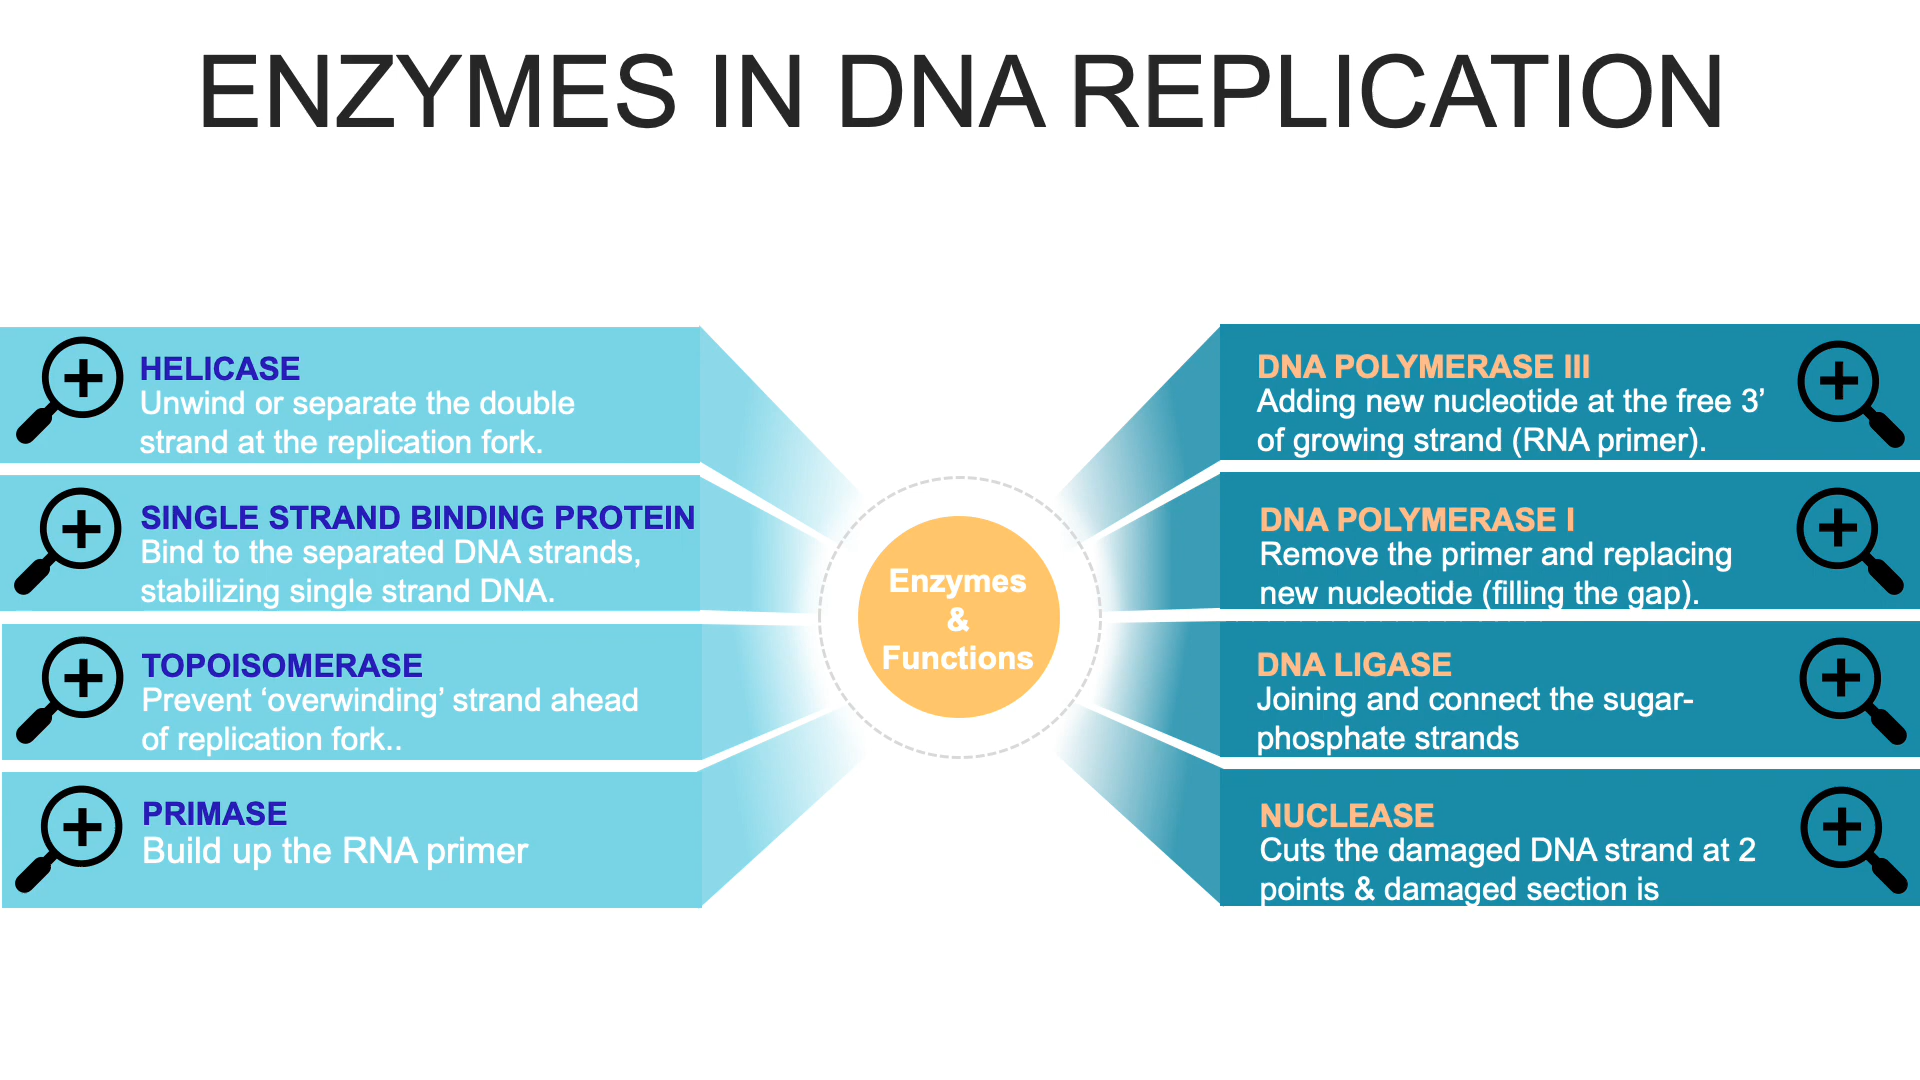 ENZYMES IN DNA REPLICATION
HELICASE
Unwind or separate the double
strand at the replication fork.
SINGLE STRAND BINDING PROTEIN
Bind to the separated DNA strands,
stabilizing single strand DNA.
TOPOISOMERASE
Prevent ‘overwinding’ strand ahead
of replication fork..
PRIMASE
Build up the RNA primer
Enzymes
&
Functions
DNA POLYMERASE III
Adding new nucleotide at the free 3’
of growing strand (RNA primer).
DNA POLYMERASE I
Remove the primer and replacing
new nucleotide (filling the gap).
DNA LIGASE
Joining and connect the sugar-
phosphate strands
NUCLEASE
Cuts the damaged DNA strand at 2
points & damaged section is